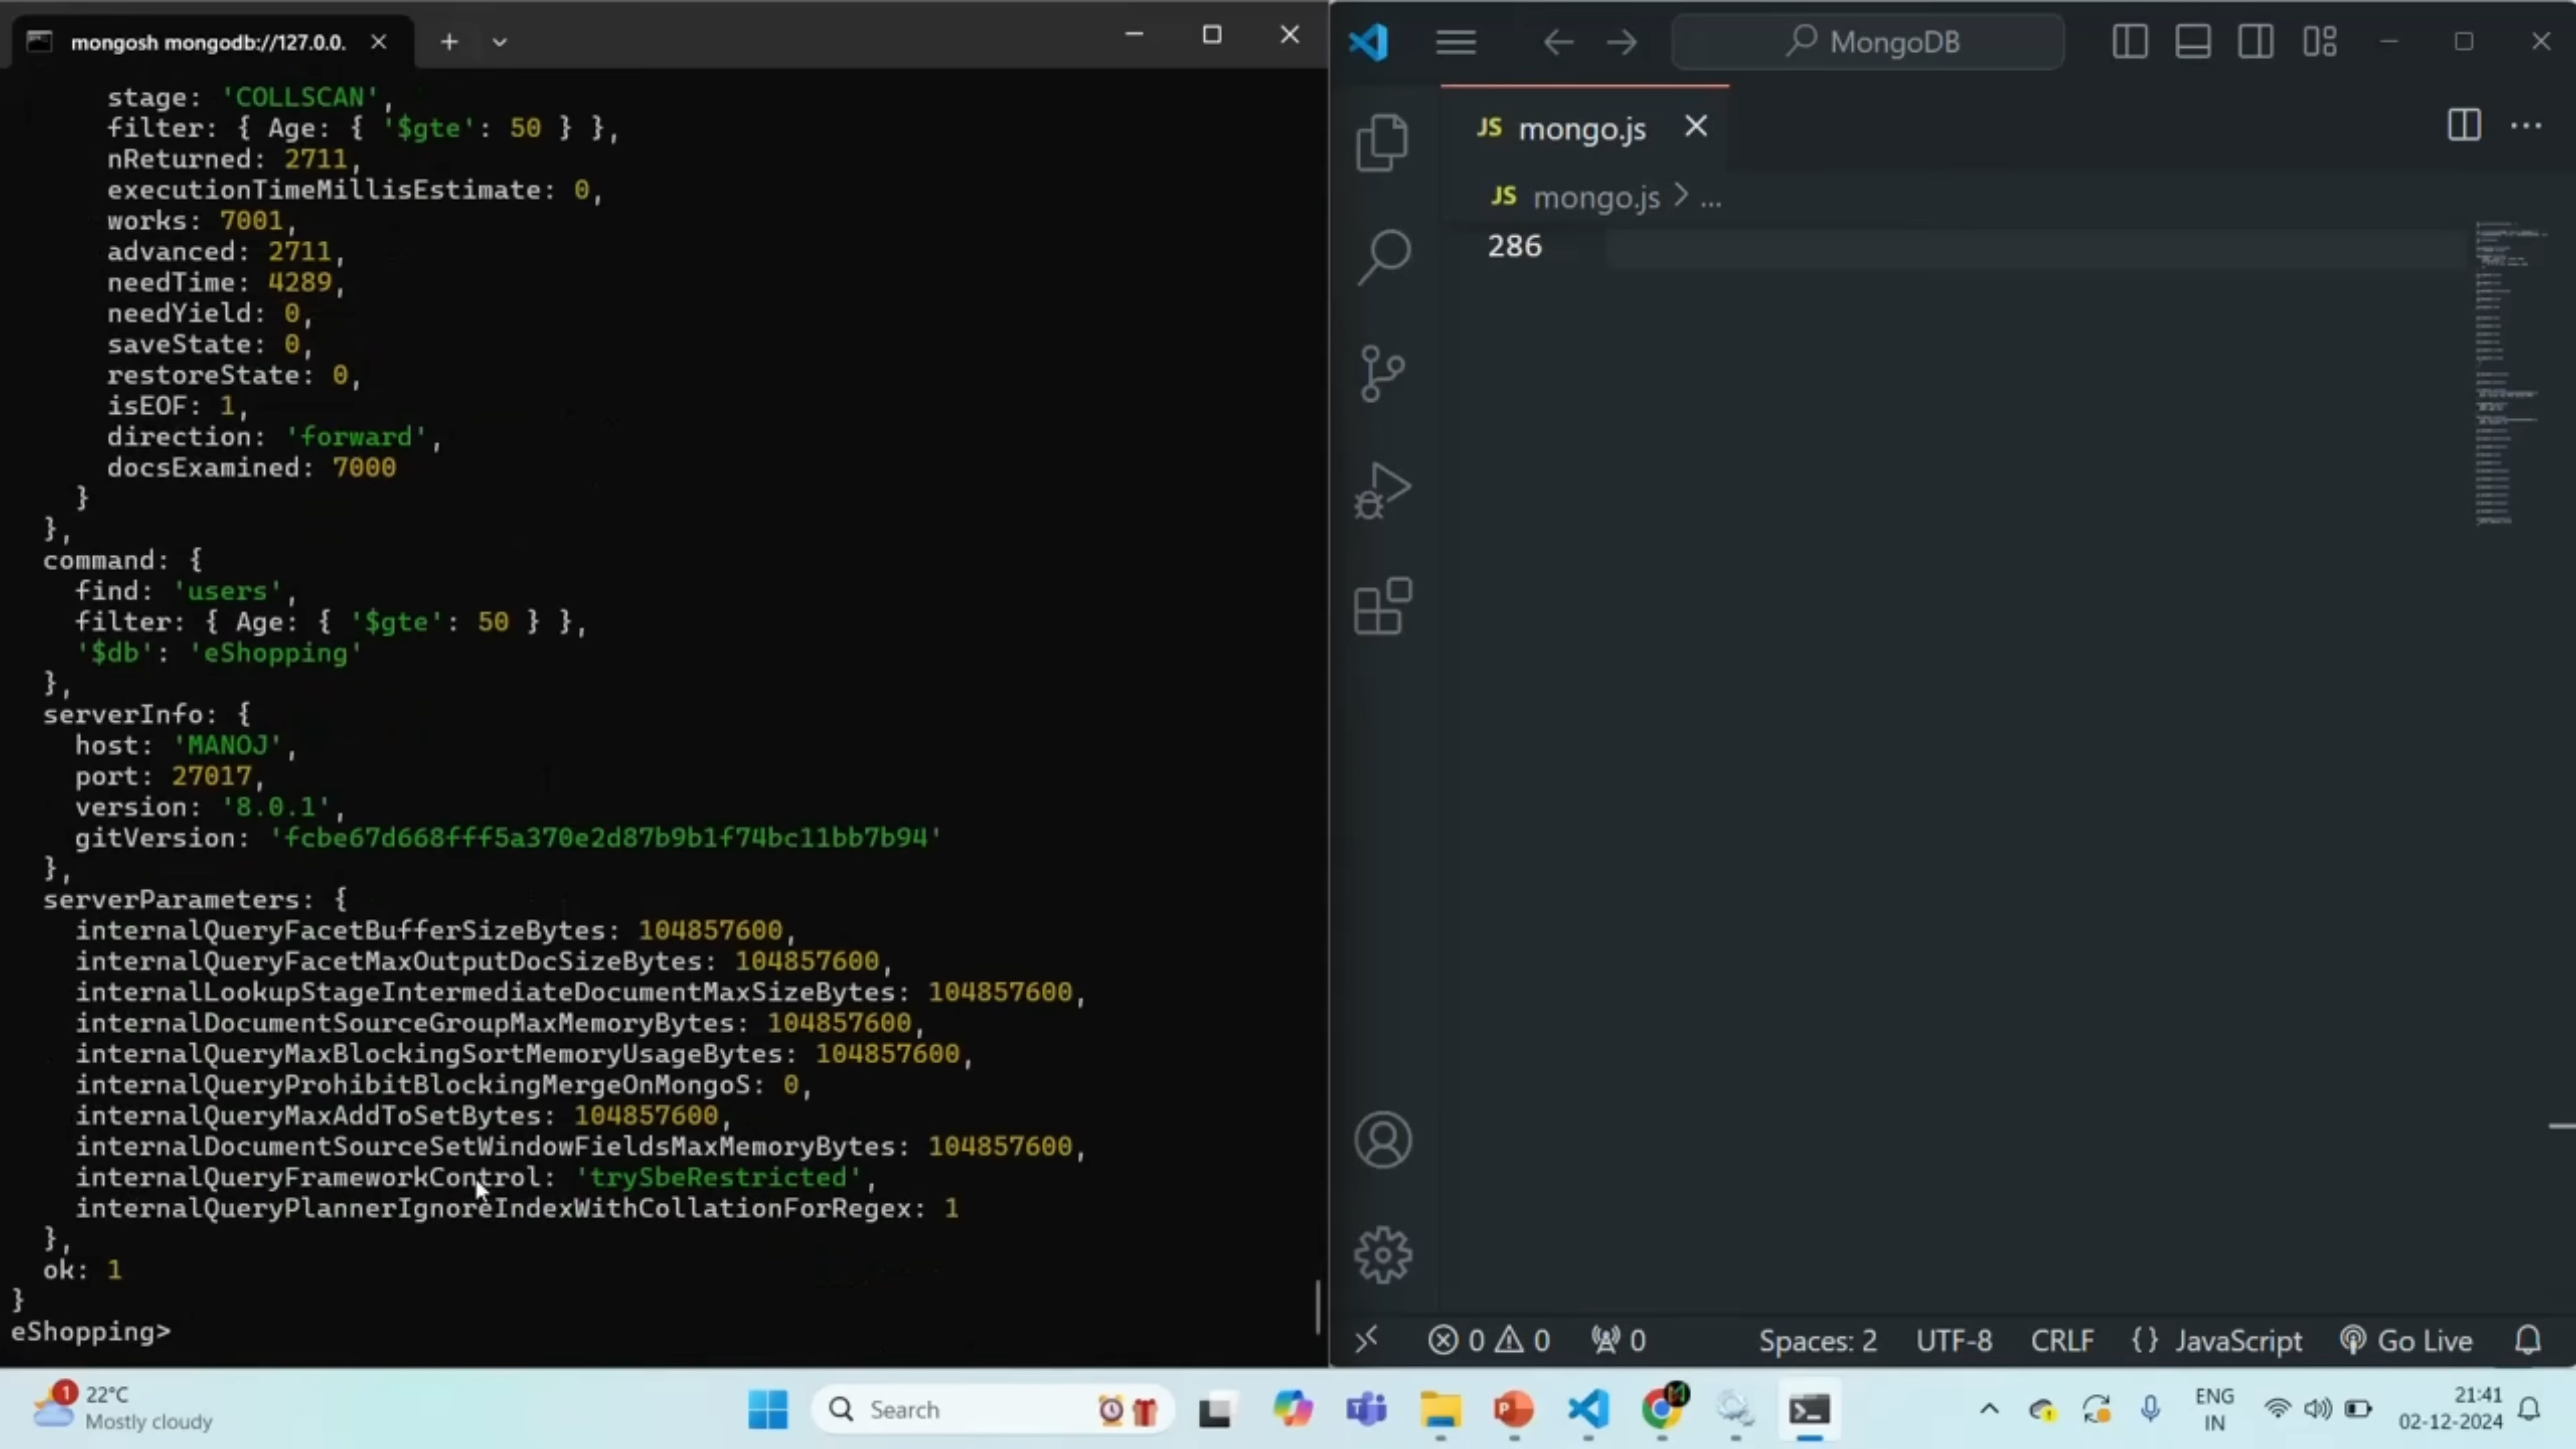 mongosh mongodb://127.0.0.
stage: 'COLLSCAN',
filter: { Age: { '$gte': 50 } },
nReturned: 2711,
executionTimeMillisEstimate: 0,
works: 7001,
advanced: 2711,
needTime: 4289,
needYield: 0,
saveState: 0,
restoreState: 0,
isEOF: 1,
direction: 'forward',
docsExamined: 7000
}
},
command: {
find: 'users',
filter: { Age: { '$gte': 50 } },
'$db': 'eShopping'
},
serverInfo: {
host: 'MANOJ',
port: 27017,
version: '8.0.1',
gitVersion: 'fcbe67d668fff5a370e2d87b9b1f74bc11bb7b94'
},
serverParameters: {
internalQueryFacetBufferSizeBytes: 104857600,
internalQueryFacetMaxOutputDocSizeBytes: 104857600,
internalLookupStageIntermediateDocumentMaxSizeBytes: 104857600,
internalDocumentSourceGroupMaxMemoryBytes: 104857600,
internalQueryMaxBlockingSortMemoryUsageBytes: 104857600,
internalQueryProhibitBlockingMergeOnMongoS: 0,
internalQueryMaxAddToSetBytes: 104857600,
internalDocumentSourceSetWindowFieldsMaxMemoryBytes: 104857600,
internalQueryFrameworkControl: 'trySbeRestricted',
internalQueryPlannerIgnoreIndexWithCollationForRegex: 1
},
ok: 1
}
eShopping>
MongoDB
JS mongo.js
JS mongo.js > ...
286
0 0 0 Spaces: 2 UTF-8 CRLF {} JavaScript Go Live
1 22°C
Mostly cloudy
Search
ENG
IN
21:41
02-12-2024